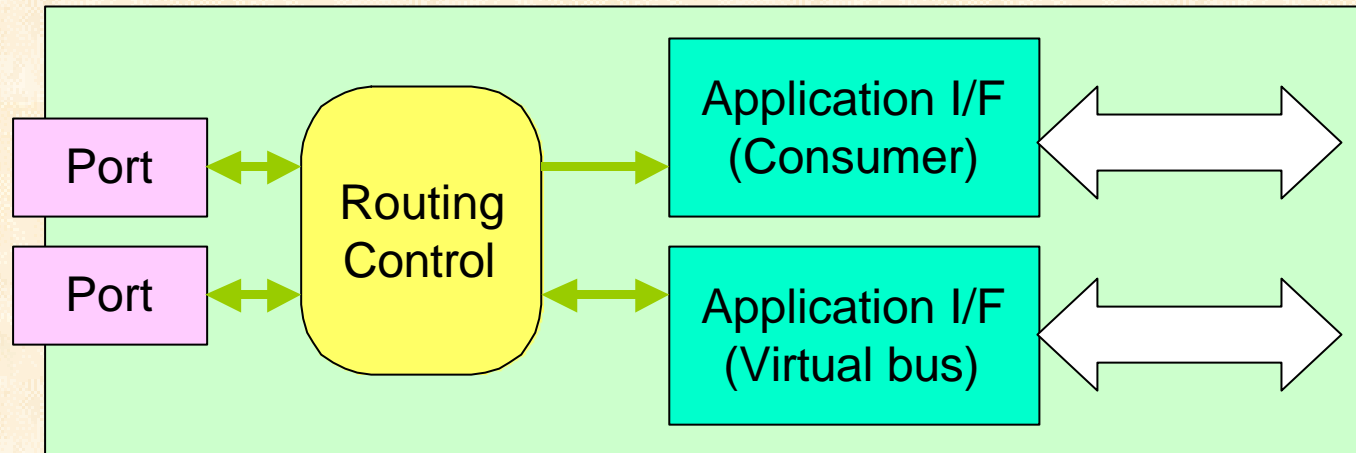 Port
Port
Routing
Control
Application I/F
(Consumer)
Application I/F
(Virtual bus)